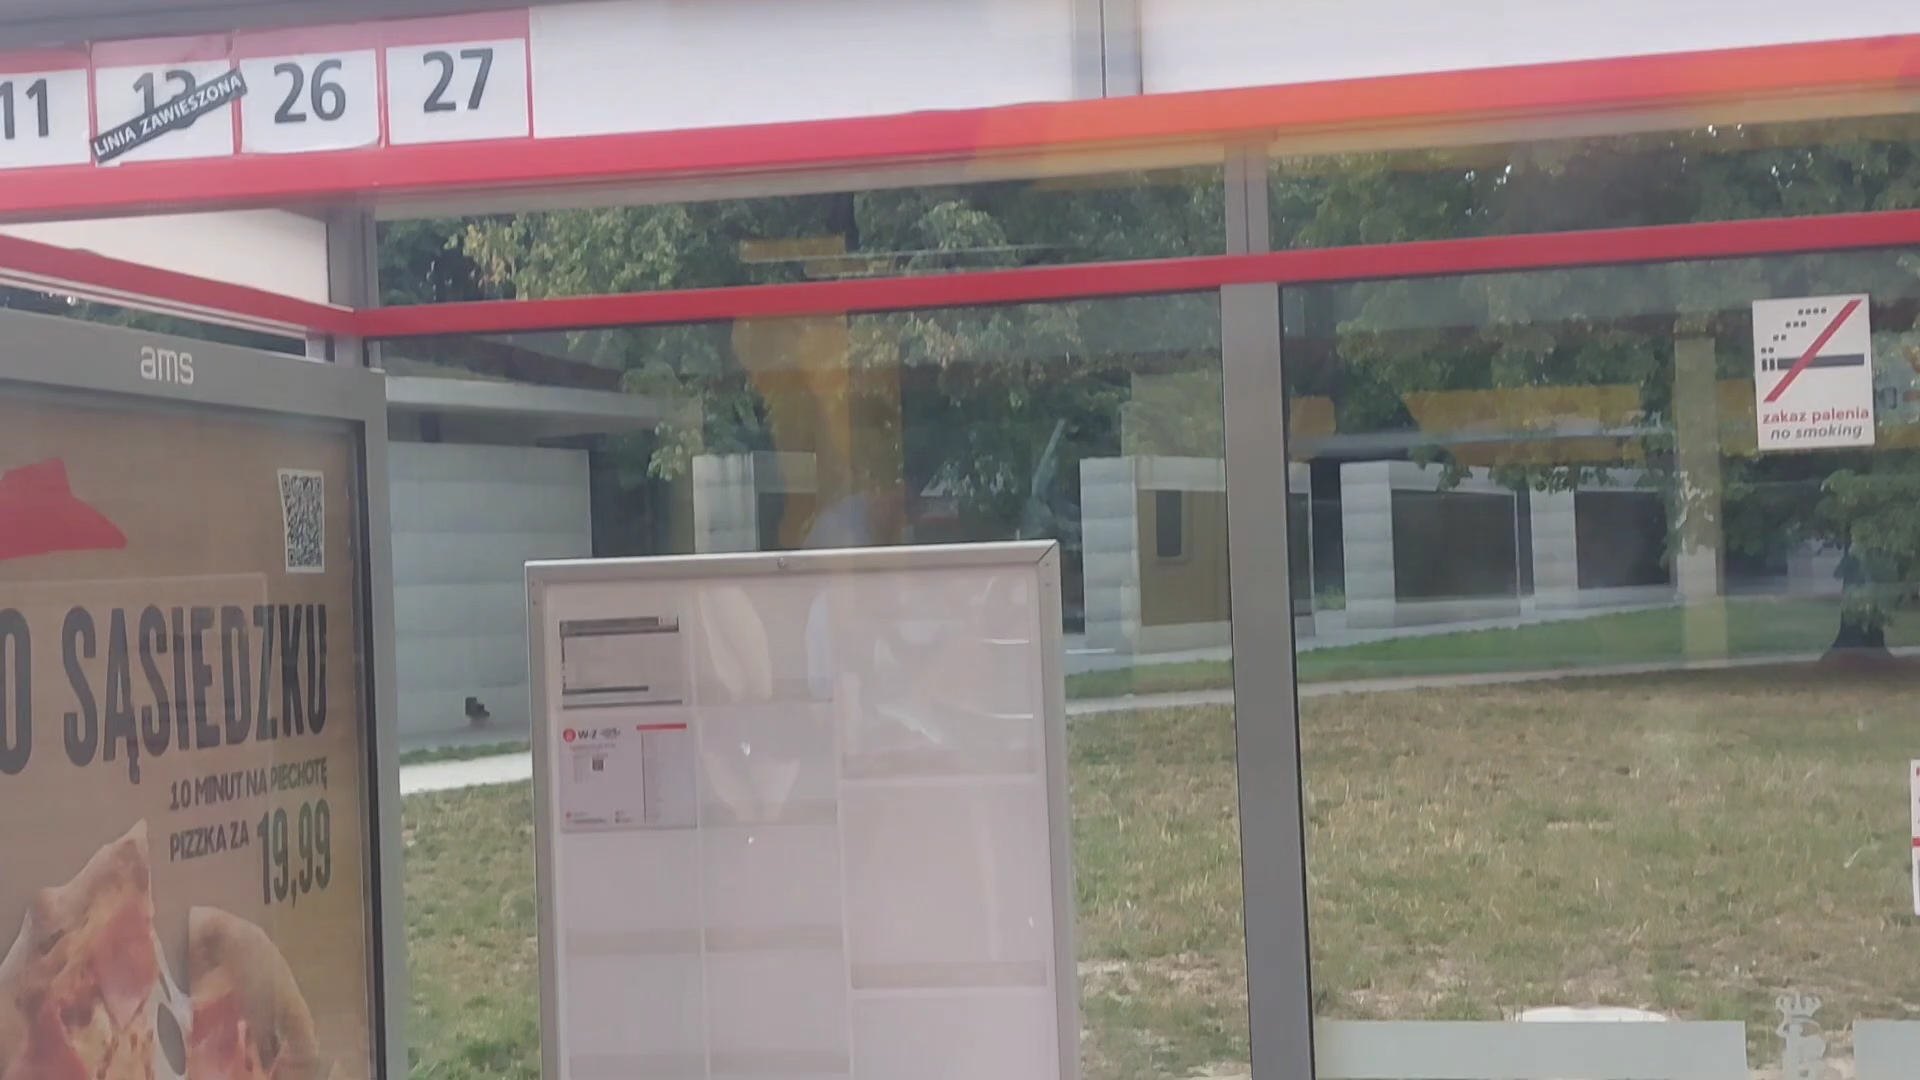 11
13
26
27
LINIA ZAWIESZONA
ams
zakaz palenia
no smoking
O SĄSIEDZKU
10 MINUT NA PIECHOTĘ
PIZZKA ZA 19,99
W-Z